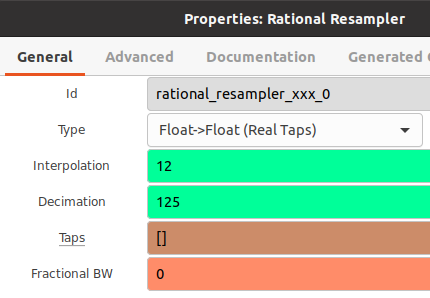 Properties: Rational Resampler
General Advanced Documentation Generated
Id rational_resampler_xxx_0
Type Float->Float (Real Taps)
Interpolation 12
Decimation 125
Taps []
Fractional BW 0